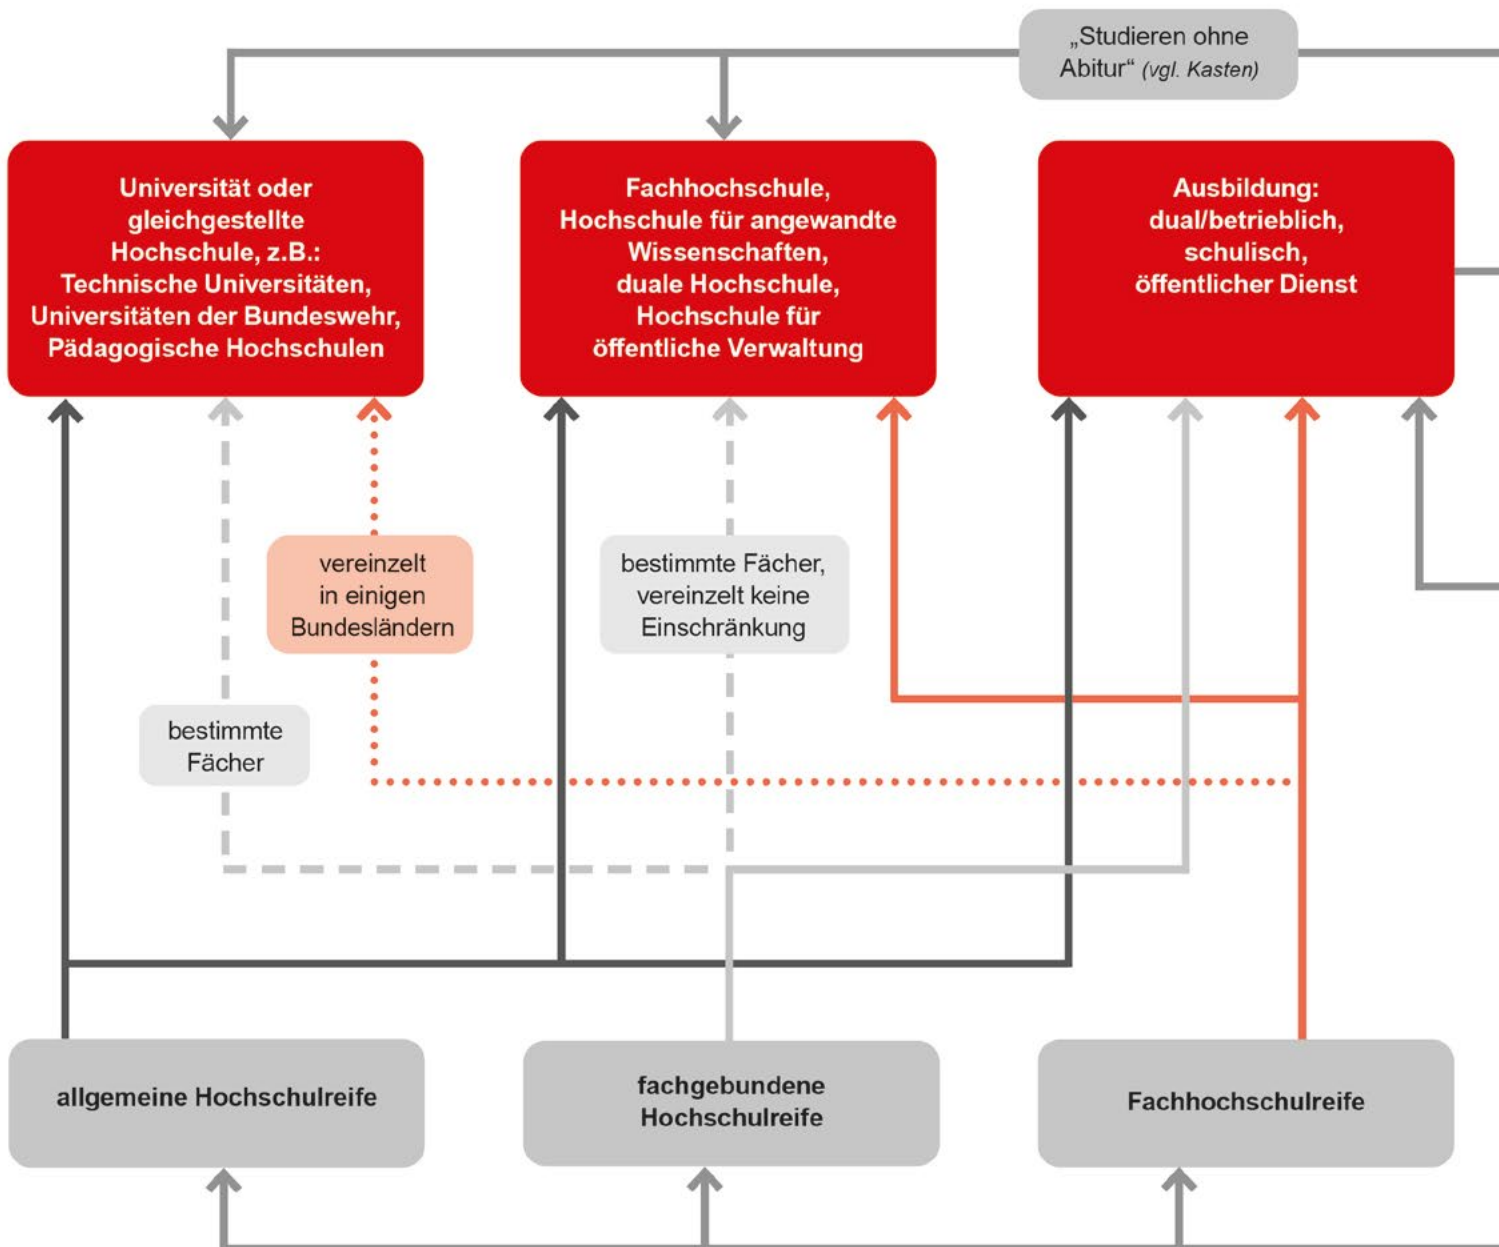 „Studieren ohne
Abitur“ (vgl. Kasten)
Universität oder
gleichgestellte
Hochschule, z.B.:
Technische Universitäten,
Universitäten der Bundeswehr,
Pädagogische Hochschulen
Fachhochschule,
Hochschule für angewandte
Wissenschaften,
duale Hochschule,
Hochschule für
öffentliche Verwaltung
Ausbildung:
dual/betrieblich,
schulisch,
öffentlicher Dienst
vereinzelt
in einigen
Bundesländern
bestimmte Fächer,
vereinzelt keine
Einschränkung
bestimmte
Fächer
allgemeine Hochschulreife
fachgebundene
Hochschulreife
Fachhochschulreife